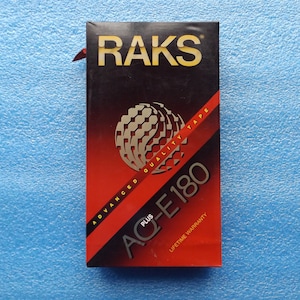 RAKS
ADVANCED QUALITY TAPE
PLUS
AQ-E180
LIFETIME WARRANTY